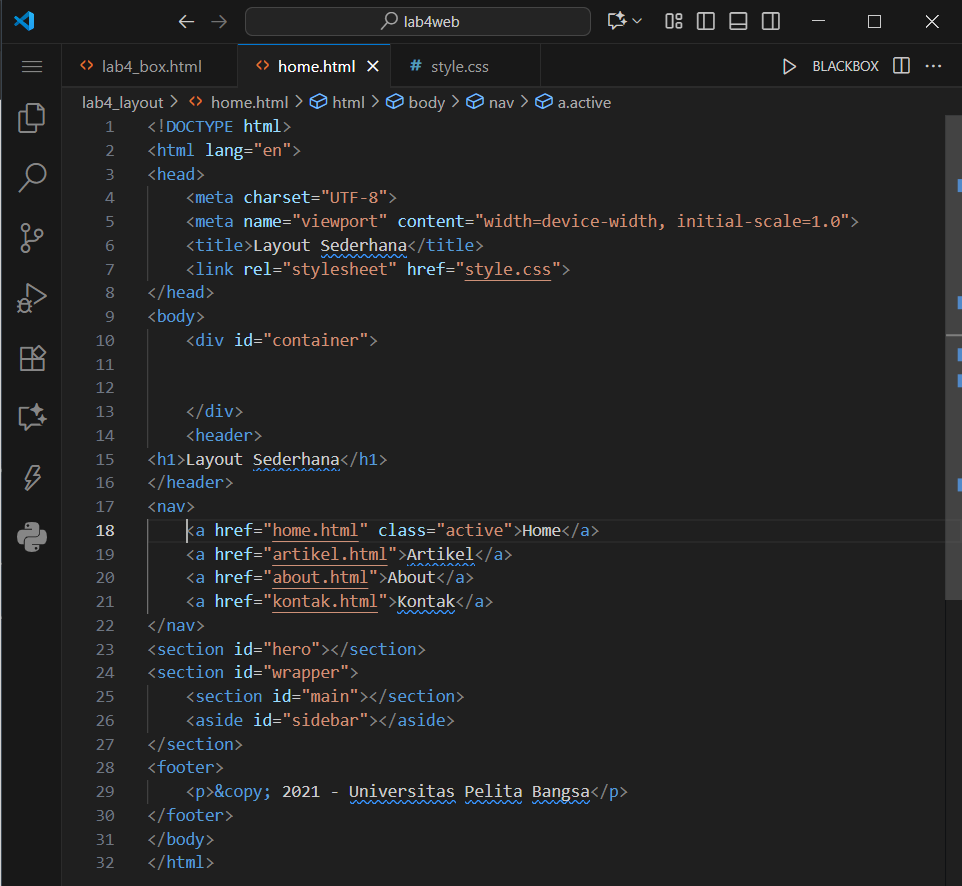 lab4web
lab4_box.html
home.html
# style.css
BLACKBOX
lab4_layout > home.html > html > body > nav > a.active
1 <!DOCTYPE html>
2 <html lang="en">
3 <head>
4 <meta charset="UTF-8">
5 <meta name="viewport" content="width=device-width, initial-scale=1.0">
6 <title>Layout Sederhana</title>
7 <link rel="stylesheet" href="style.css">
8 </head>
9 <body>
10 <div id="container">
11
12
13 </div>
14 <header>
15 <h1>Layout Sederhana</h1>
16 </header>
17 <nav>
18 <a href="home.html" class="active">Home</a>
19 <a href="artikel.html">Artikel</a>
20 <a href="about.html">About</a>
21 <a href="kontak.html">Kontak</a>
22 </nav>
23 <section id="hero"></section>
24 <section id="wrapper">
25 <section id="main"></section>
26 <aside id="sidebar"></aside>
27 </section>
28 <footer>
29 <p>&copy; 2021 - Universitas Pelita Bangsa</p>
30 </footer>
31 </body>
32 </html>